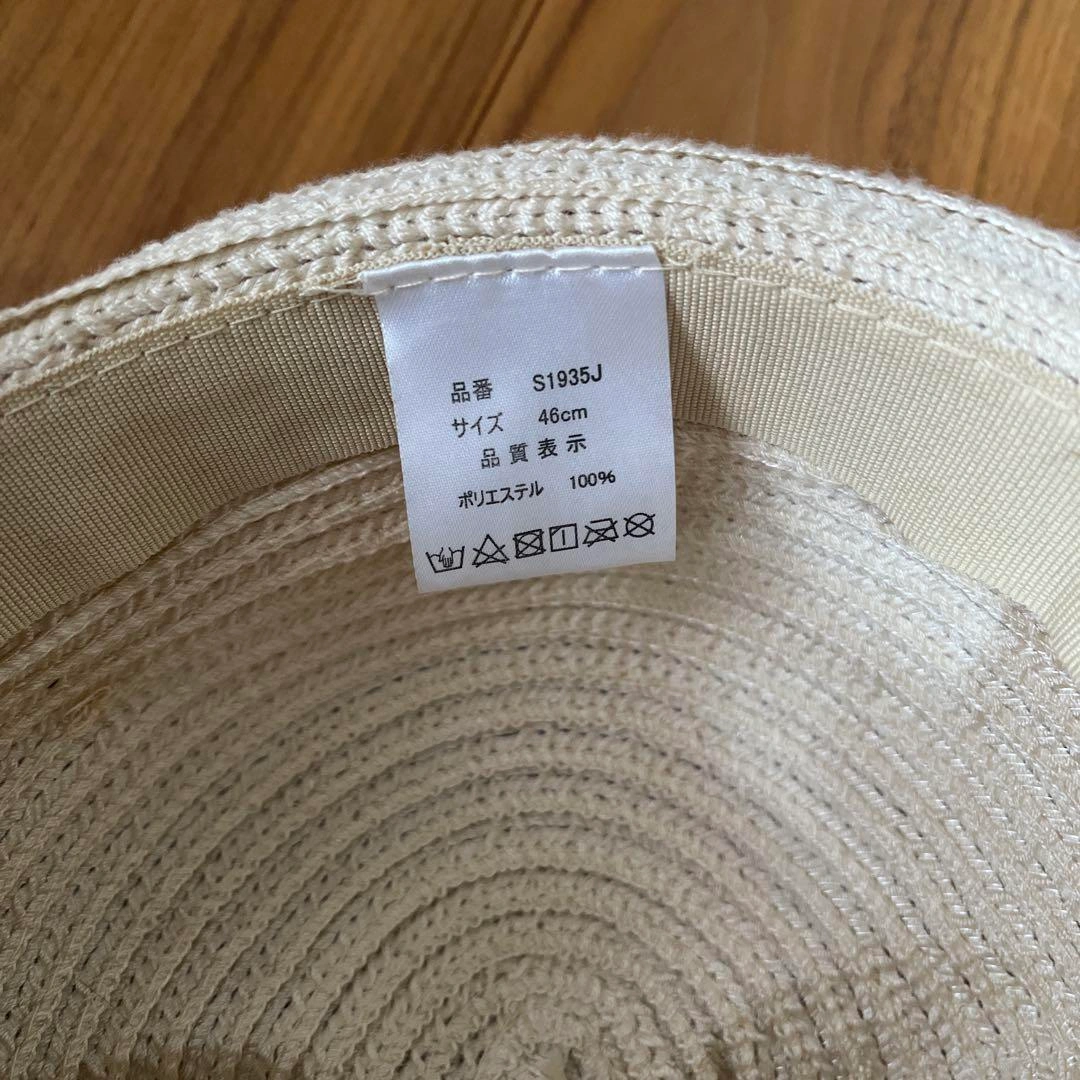 品番 S1935J
サイズ 46cm
品質表示
ポリエステル 100%